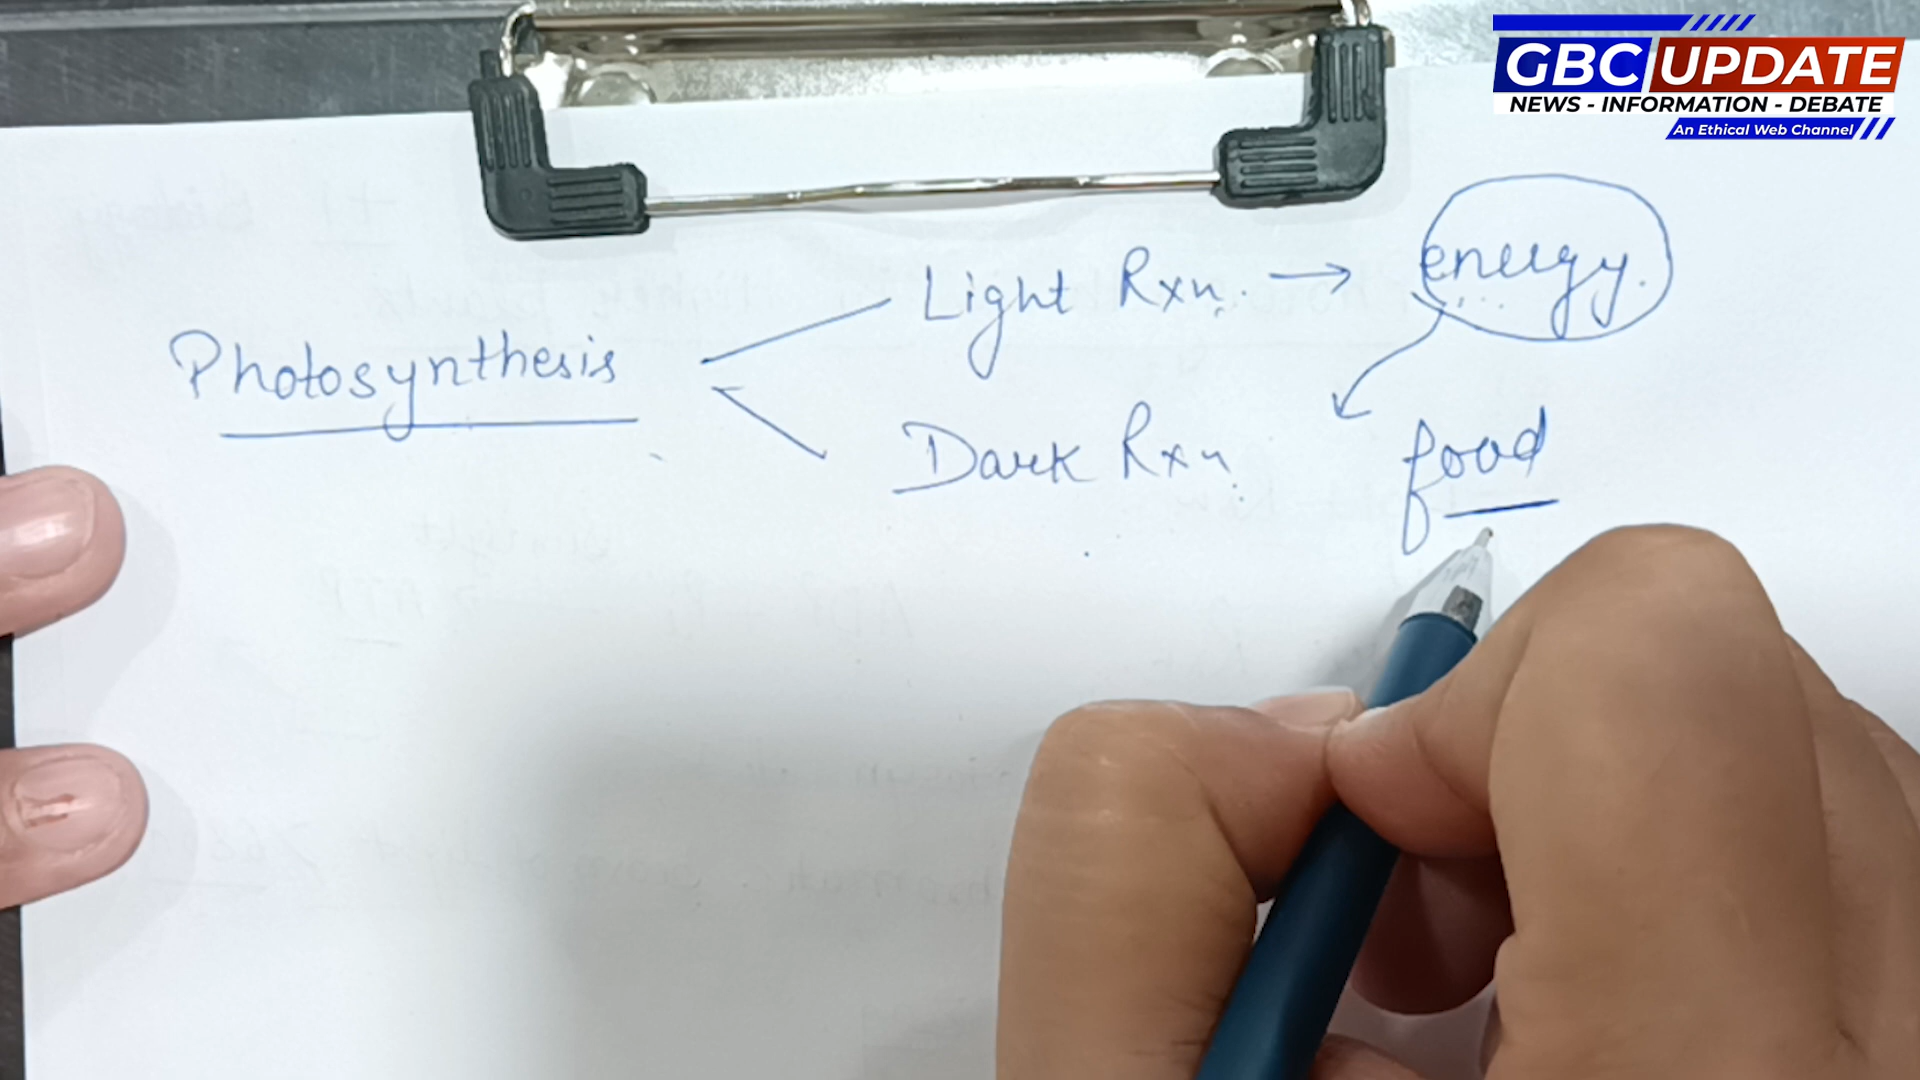 GBC UPDATE
NEWS - INFORMATION - DEBATE
An Ethical Web Channel
Light Rxn. → energy.
Photosynthesis
Dark Rxn food